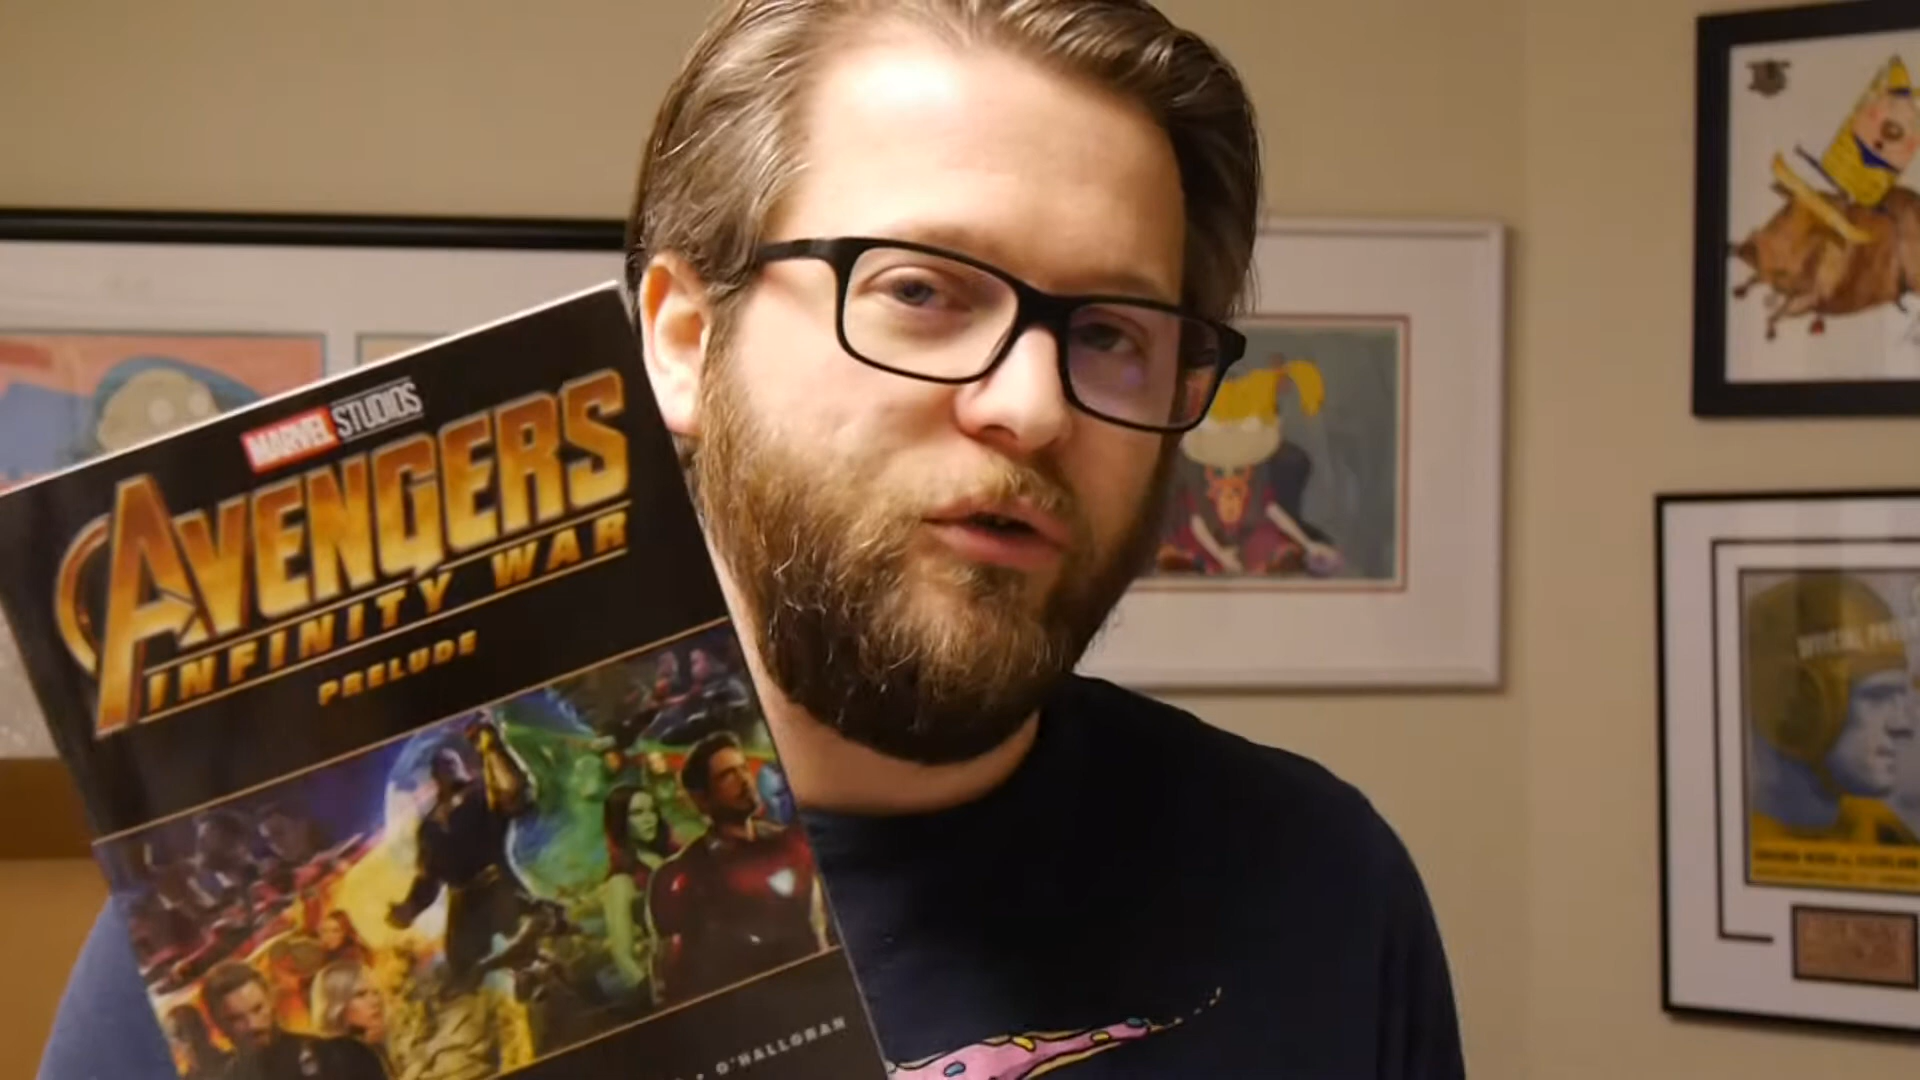 MARVEL STUDIOS
AVENGERS
INFINITY WAR
PRELUDE
O'HALLORAN